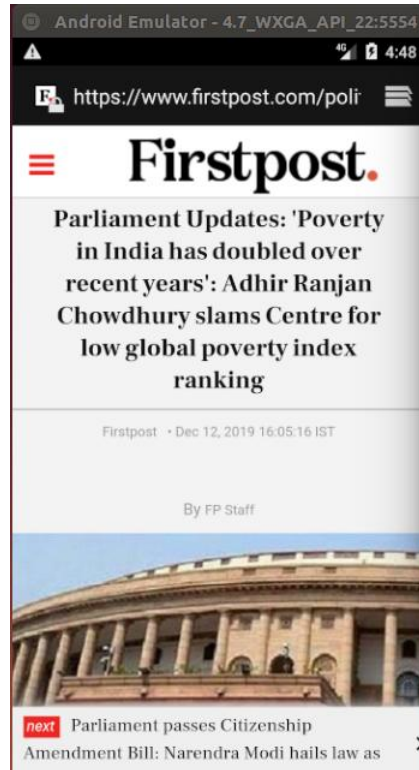 Android Emulator - 4.7_WXGA_API_22:5554
4G 4:48
F https://www.firstpost.com/poli
Firstpost.
Parliament Updates: 'Poverty
in India has doubled over
recent years': Adhir Ranjan
Chowdhury slams Centre for
low global poverty index
ranking
Firstpost • Dec 12, 2019 16:05:16 IST
By FP Staff
next Parliament passes Citizenship
Amendment Bill: Narendra Modi hails law as